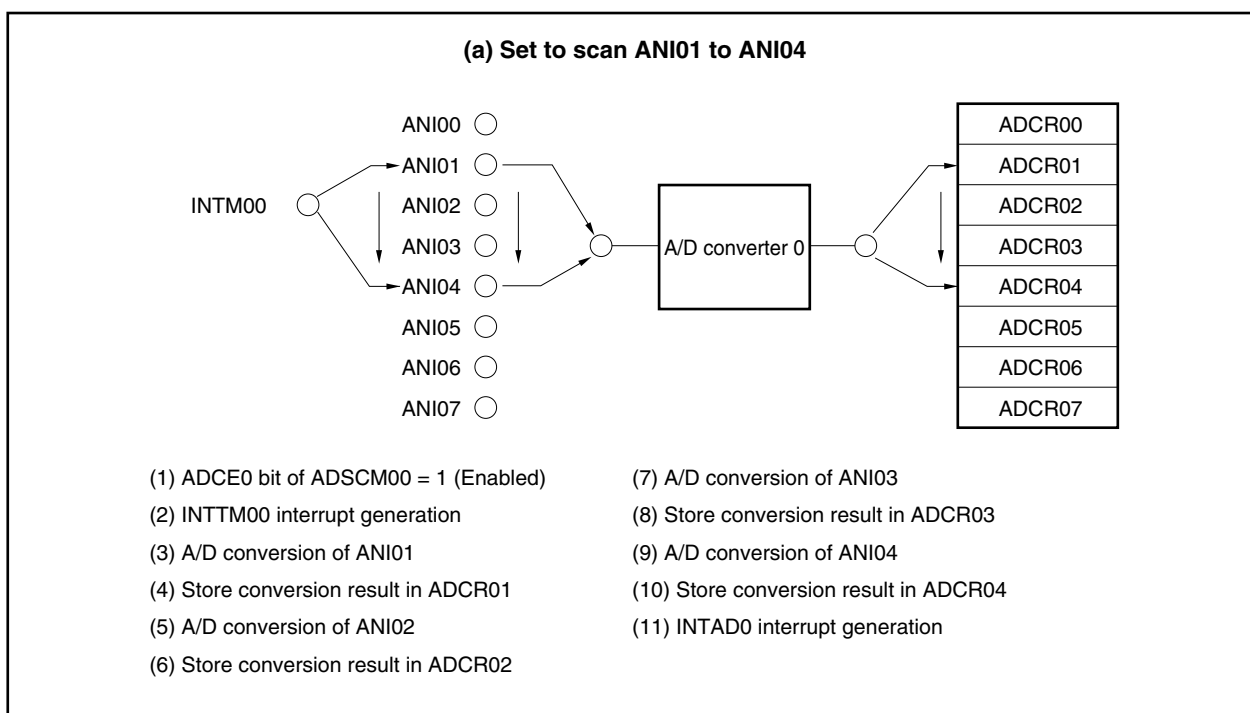 (a) Set to scan ANI01 to ANI04
ANI00
ANI01
INTM00
ANI02
ANI03
ANI04
ANI05
ANI06
ANI07
A/D converter 0
ADCR00
ADCR01
ADCR02
ADCR03
ADCR04
ADCR05
ADCR06
ADCR07
(1) ADCE0 bit of ADSCM00 = 1 (Enabled)
(2) INTTM00 interrupt generation
(3) A/D conversion of ANI01
(4) Store conversion result in ADCR01
(5) A/D conversion of ANI02
(6) Store conversion result in ADCR02
(7) A/D conversion of ANI03
(8) Store conversion result in ADCR03
(9) A/D conversion of ANI04
(10) Store conversion result in ADCR04
(11) INTAD0 interrupt generation